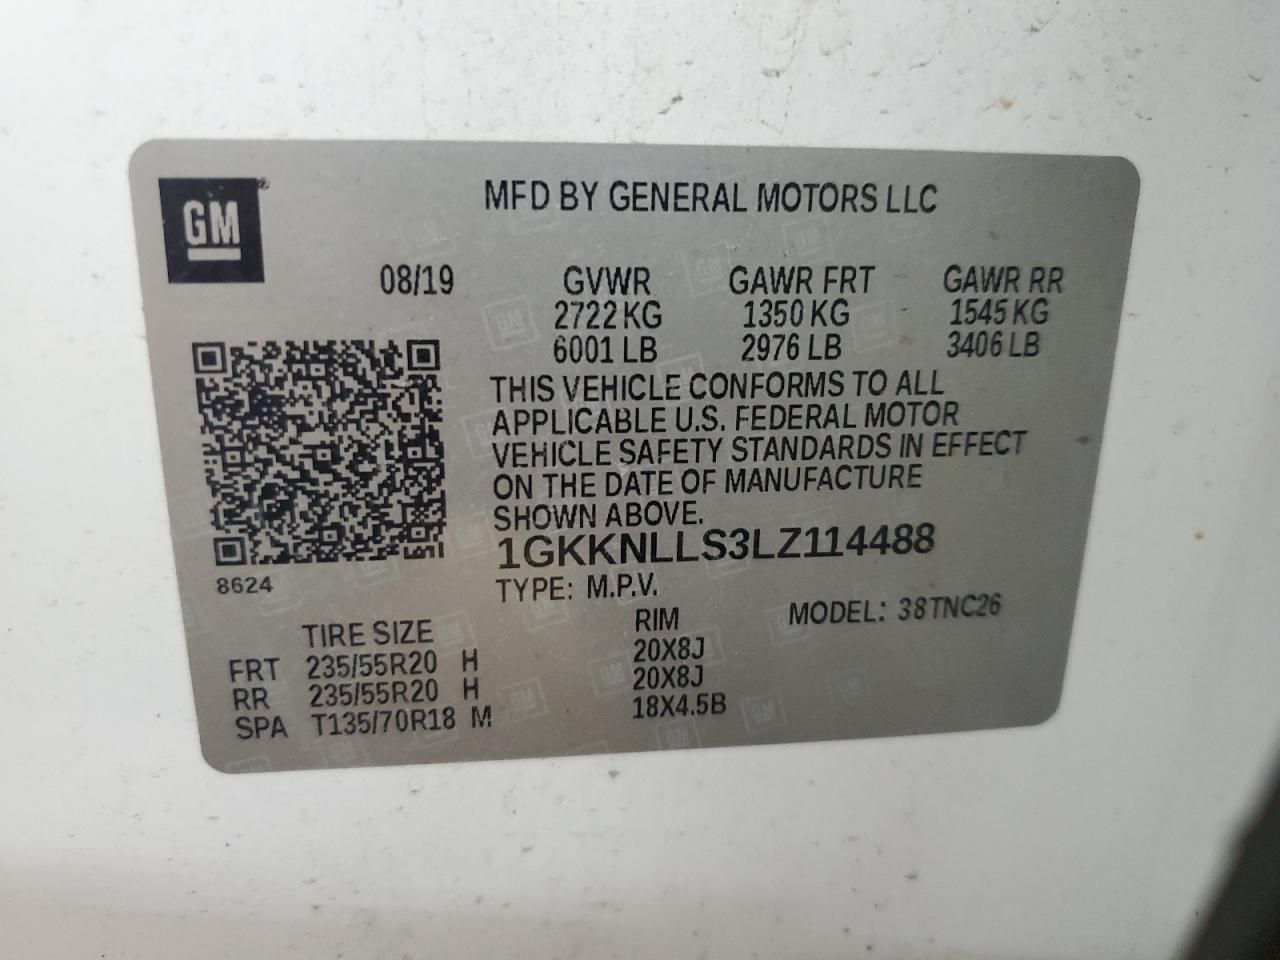 GM
MFD BY GENERAL MOTORS LLC
08/19 GVWR GAWR FRT GAWR RR
2722 KG 1350 KG 1545 KG
6001 LB 2976 LB 3406 LB
THIS VEHICLE CONFORMS TO ALL
APPLICABLE U.S. FEDERAL MOTOR
VEHICLE SAFETY STANDARDS IN EFFECT
ON THE DATE OF MANUFACTURE
SHOWN ABOVE.
1GKKNLLS3LZ114488
8624
TYPE: M.P.V. MODEL: 38TNC26
TIRE SIZE RIM
FRT 235/55R20 H 20X8J
RR 235/55R20 H 20X8J
SPA T135/70R18 M 18X4.5B